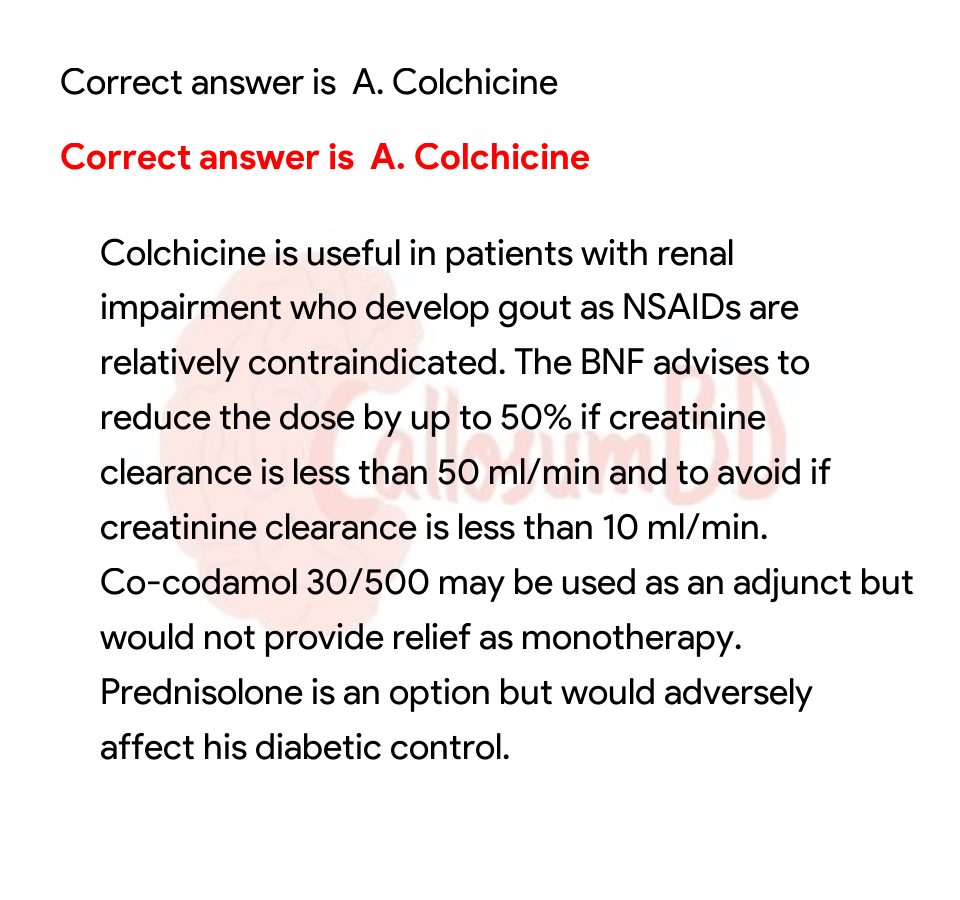 Correct answer is  A. Colchicine
Correct answer is  A. Colchicine
Colchicine is useful in patients with renal
impairment who develop gout as NSAIDs are
relatively contraindicated. The BNF advises to
reduce the dose by up to 50% if creatinine
clearance is less than 50 ml/min and to avoid if
creatinine clearance is less than 10 ml/min.
Co-codamol 30/500 may be used as an adjunct but
would not provide relief as monotherapy.
Prednisolone is an option but would adversely
affect his diabetic control.
CallosumBD